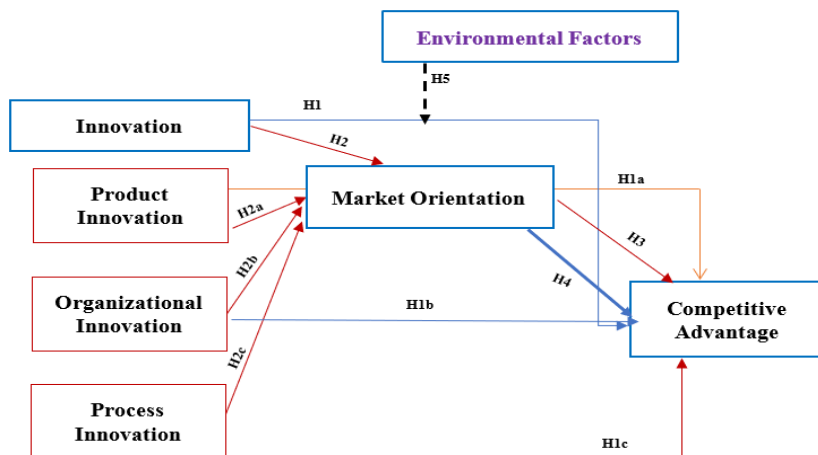 Environmental Factors
H5
H1
Innovation
H2
Product
Innovation
Market Orientation
H1a
H2a
H3
H2b
H4
Organizational
Innovation
H1b
Competitive
Advantage
H2c
Process
Innovation
H1c